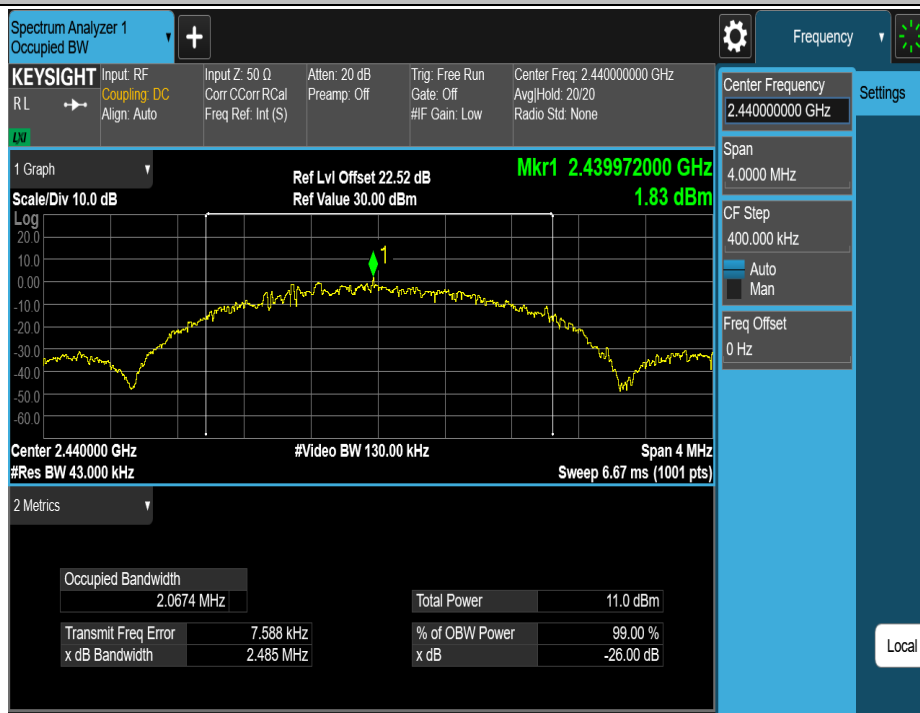 Spectrum Analyzer 1
Occupied BW
+
Frequency
KEYSIGHT
RL
LXI
Input: RF
Coupling: DC
Align: Auto
Input Z: 50 Ω
Corr CCorr RCal
Freq Ref: Int (S)
Atten: 20 dB
Preamp: Off
Trig: Free Run
Gate: Off
#IF Gain: Low
Center Freq: 2.440000000 GHz
Avg|Hold: 20/20
Radio Std: None
Center Frequency
2.440000000 GHz
Settings
Span
4.0000 MHz
CF Step
400.000 kHz
Auto
Man
Freq Offset
0 Hz
1 Graph
Scale/Div 10.0 dB
Ref Lvl Offset 22.52 dB
Ref Value 30.00 dBm
Mkr1 2.439972000 GHz
1.83 dBm
Log
20.0
10.0
0.00
-10.0
-20.0
-30.0
-40.0
-50.0
-60.0
1
Center 2.440000 GHz
#Video BW 130.00 kHz
Span 4 MHz
#Res BW 43.000 kHz
Sweep 6.67 ms (1001 pts)
2 Metrics
Occupied Bandwidth
2.0674 MHz
Total Power 11.0 dBm
Transmit Freq Error 7.588 kHz
% of OBW Power 99.00 %
x dB Bandwidth 2.485 MHz
x dB -26.00 dB
Local